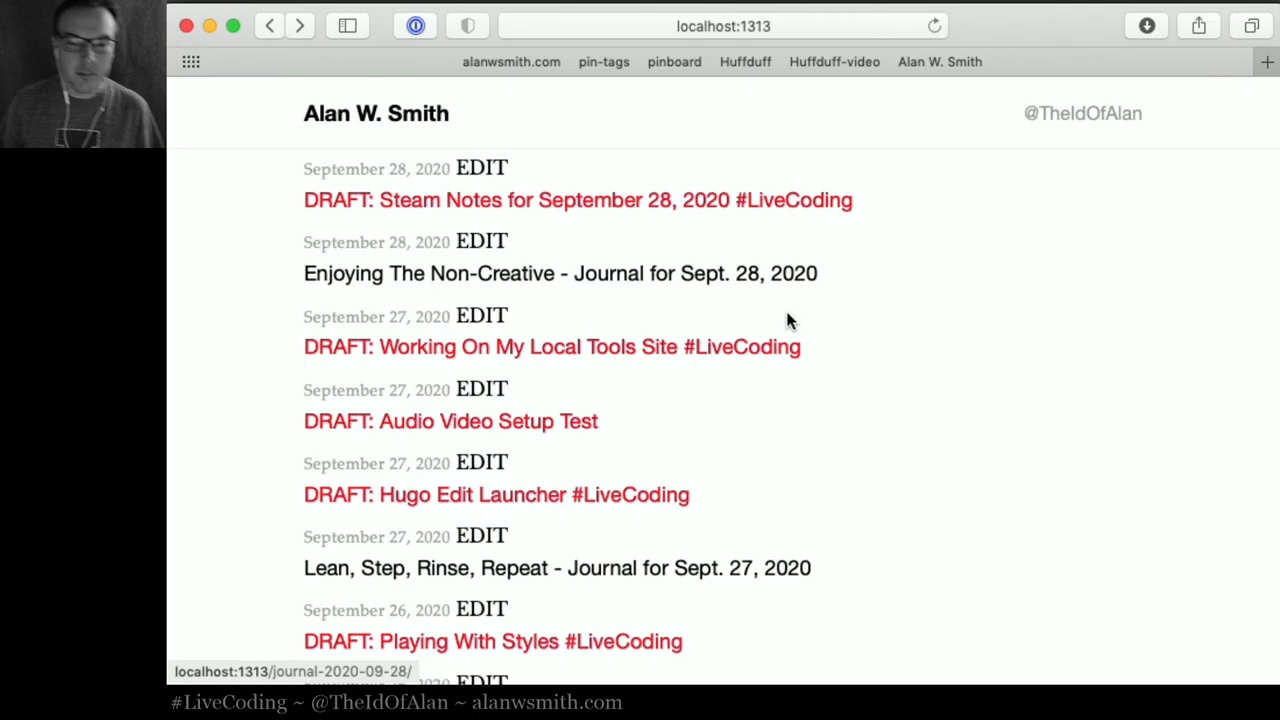 localhost:1313
alanwsmith.com pin-tags pinboard Huffduff Huffduff-video Alan W. Smith
Alan W. Smith @TheIdOfAlan
September 28, 2020 EDIT
DRAFT: Steam Notes for September 28, 2020 #LiveCoding
September 28, 2020 EDIT
Enjoying The Non-Creative - Journal for Sept. 28, 2020
September 27, 2020 EDIT
DRAFT: Working On My Local Tools Site #LiveCoding
September 27, 2020 EDIT
DRAFT: Audio Video Setup Test
September 27, 2020 EDIT
DRAFT: Hugo Edit Launcher #LiveCoding
September 27, 2020 EDIT
Lean, Step, Rinse, Repeat - Journal for Sept. 27, 2020
September 26, 2020 EDIT
DRAFT: Playing With Styles #LiveCoding
EDIT
localhost:1313/journal-2020-09-28/
#LiveCoding ~ @TheIdOfAlan ~ alanwsmith.com